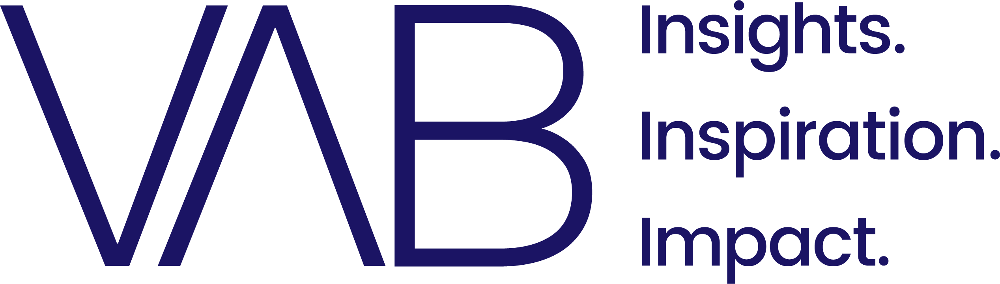 VAB
Insights.
Inspiration.
Impact.